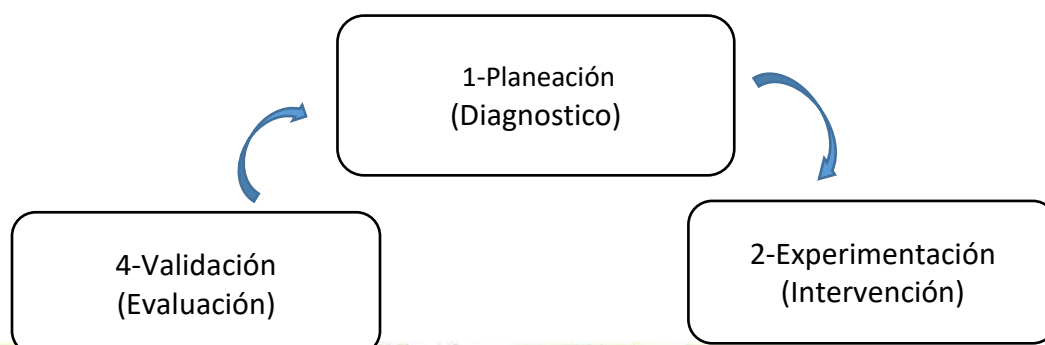 1-Planeación
(Diagnostico)
4-Validación
(Evaluación)
2-Experimentación
(Intervención)